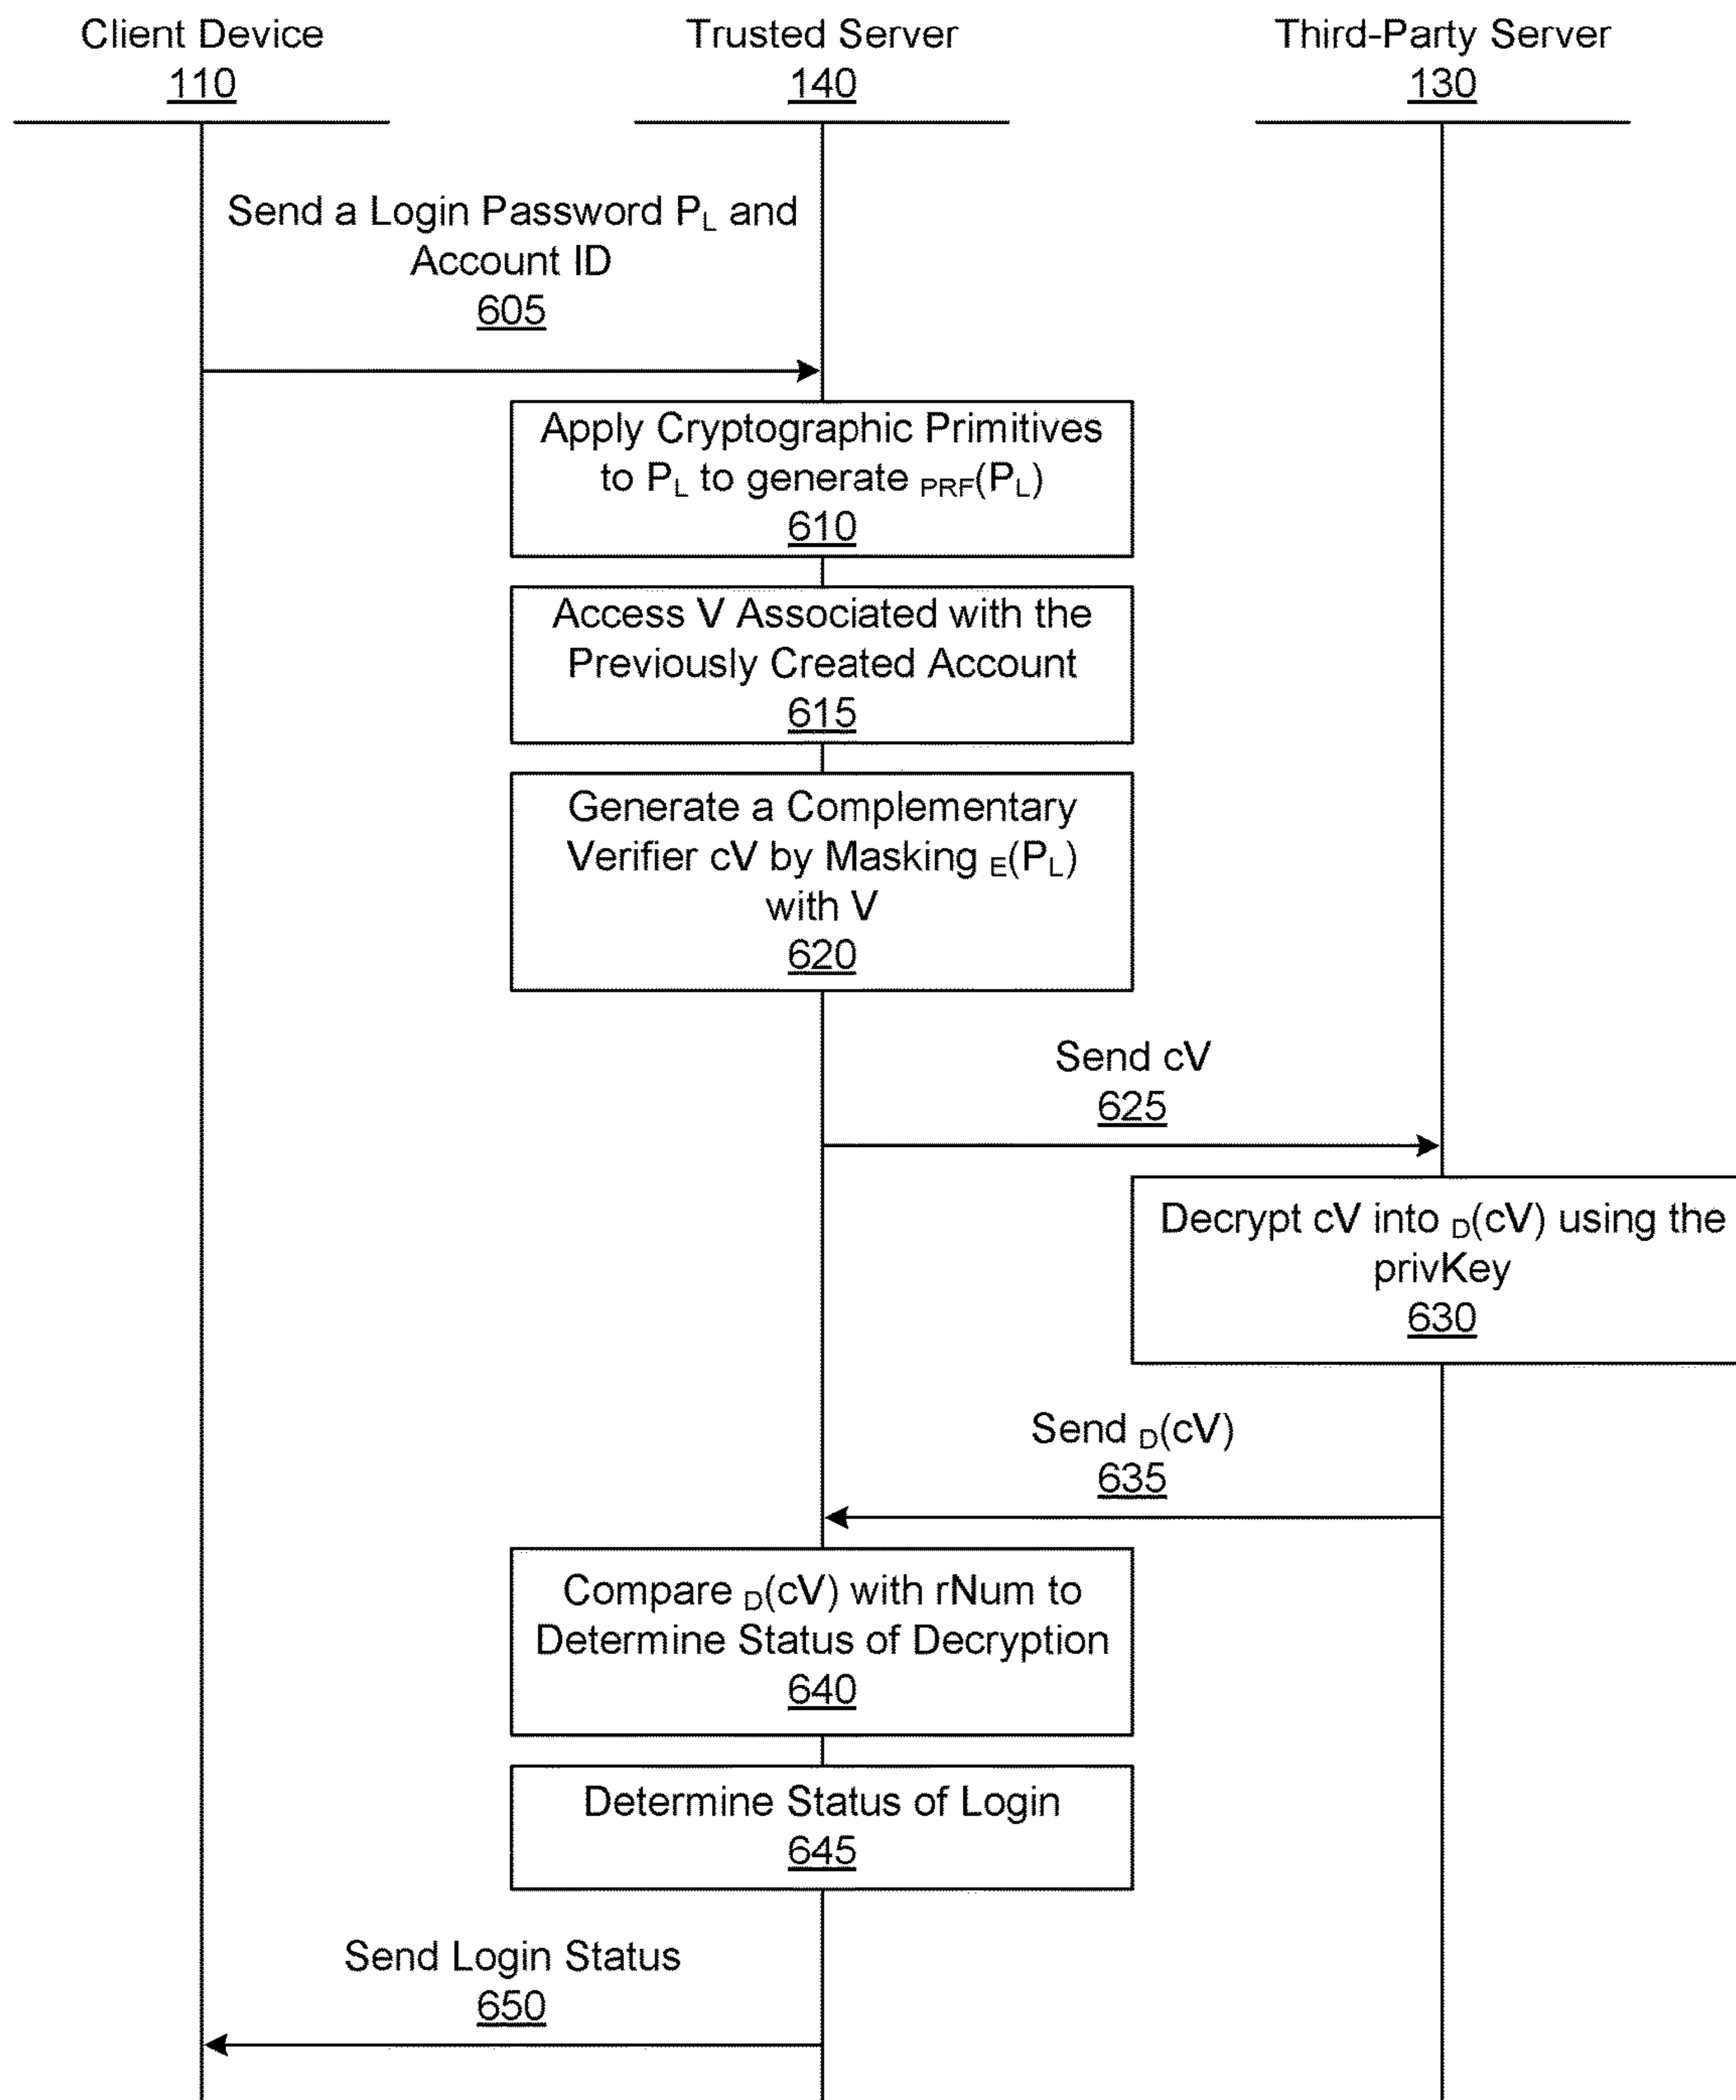 Client Device
110
Trusted Server
140
Third-Party Server
130
Send a Login Password PL and
Account ID
605
Apply Cryptographic Primitives
to PL to generate PRF(PL)
610
Access V Associated with the
Previously Created Account
615
Generate a Complementary
Verifier cV by Masking E(PL)
with V
620
Send cV
625
Decrypt cV into D(cV) using the
privKey
630
Send D(cV)
635
Compare D(cV) with rNum to
Determine Status of Decryption
640
Determine Status of Login
645
Send Login Status
650